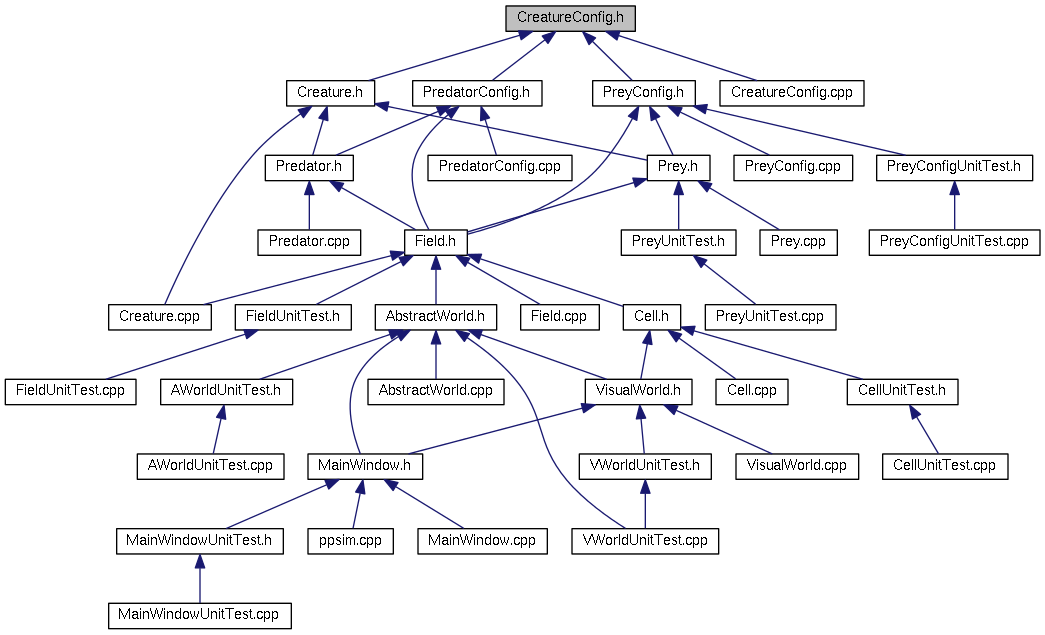 CreatureConfig.h
Creature.h
PredatorConfig.h
PreyConfig.h
CreatureConfig.cpp
Predator.h
PredatorConfig.cpp
Prey.h
PreyConfig.cpp
PreyConfigUnitTest.h
Predator.cpp
Field.h
PreyUnitTest.h
Prey.cpp
PreyConfigUnitTest.cpp
Creature.cpp
FieldUnitTest.h
AbstractWorld.h
Field.cpp
Cell.h
PreyUnitTest.cpp
FieldUnitTest.cpp
AWorldUnitTest.h
AbstractWorld.cpp
VisualWorld.h
Cell.cpp
CellUnitTest.h
AWorldUnitTest.cpp
MainWindow.h
VWorldUnitTest.h
VisualWorld.cpp
CellUnitTest.cpp
MainWindowUnitTest.h
ppsim.cpp
MainWindow.cpp
VWorldUnitTest.cpp
MainWindowUnitTest.cpp